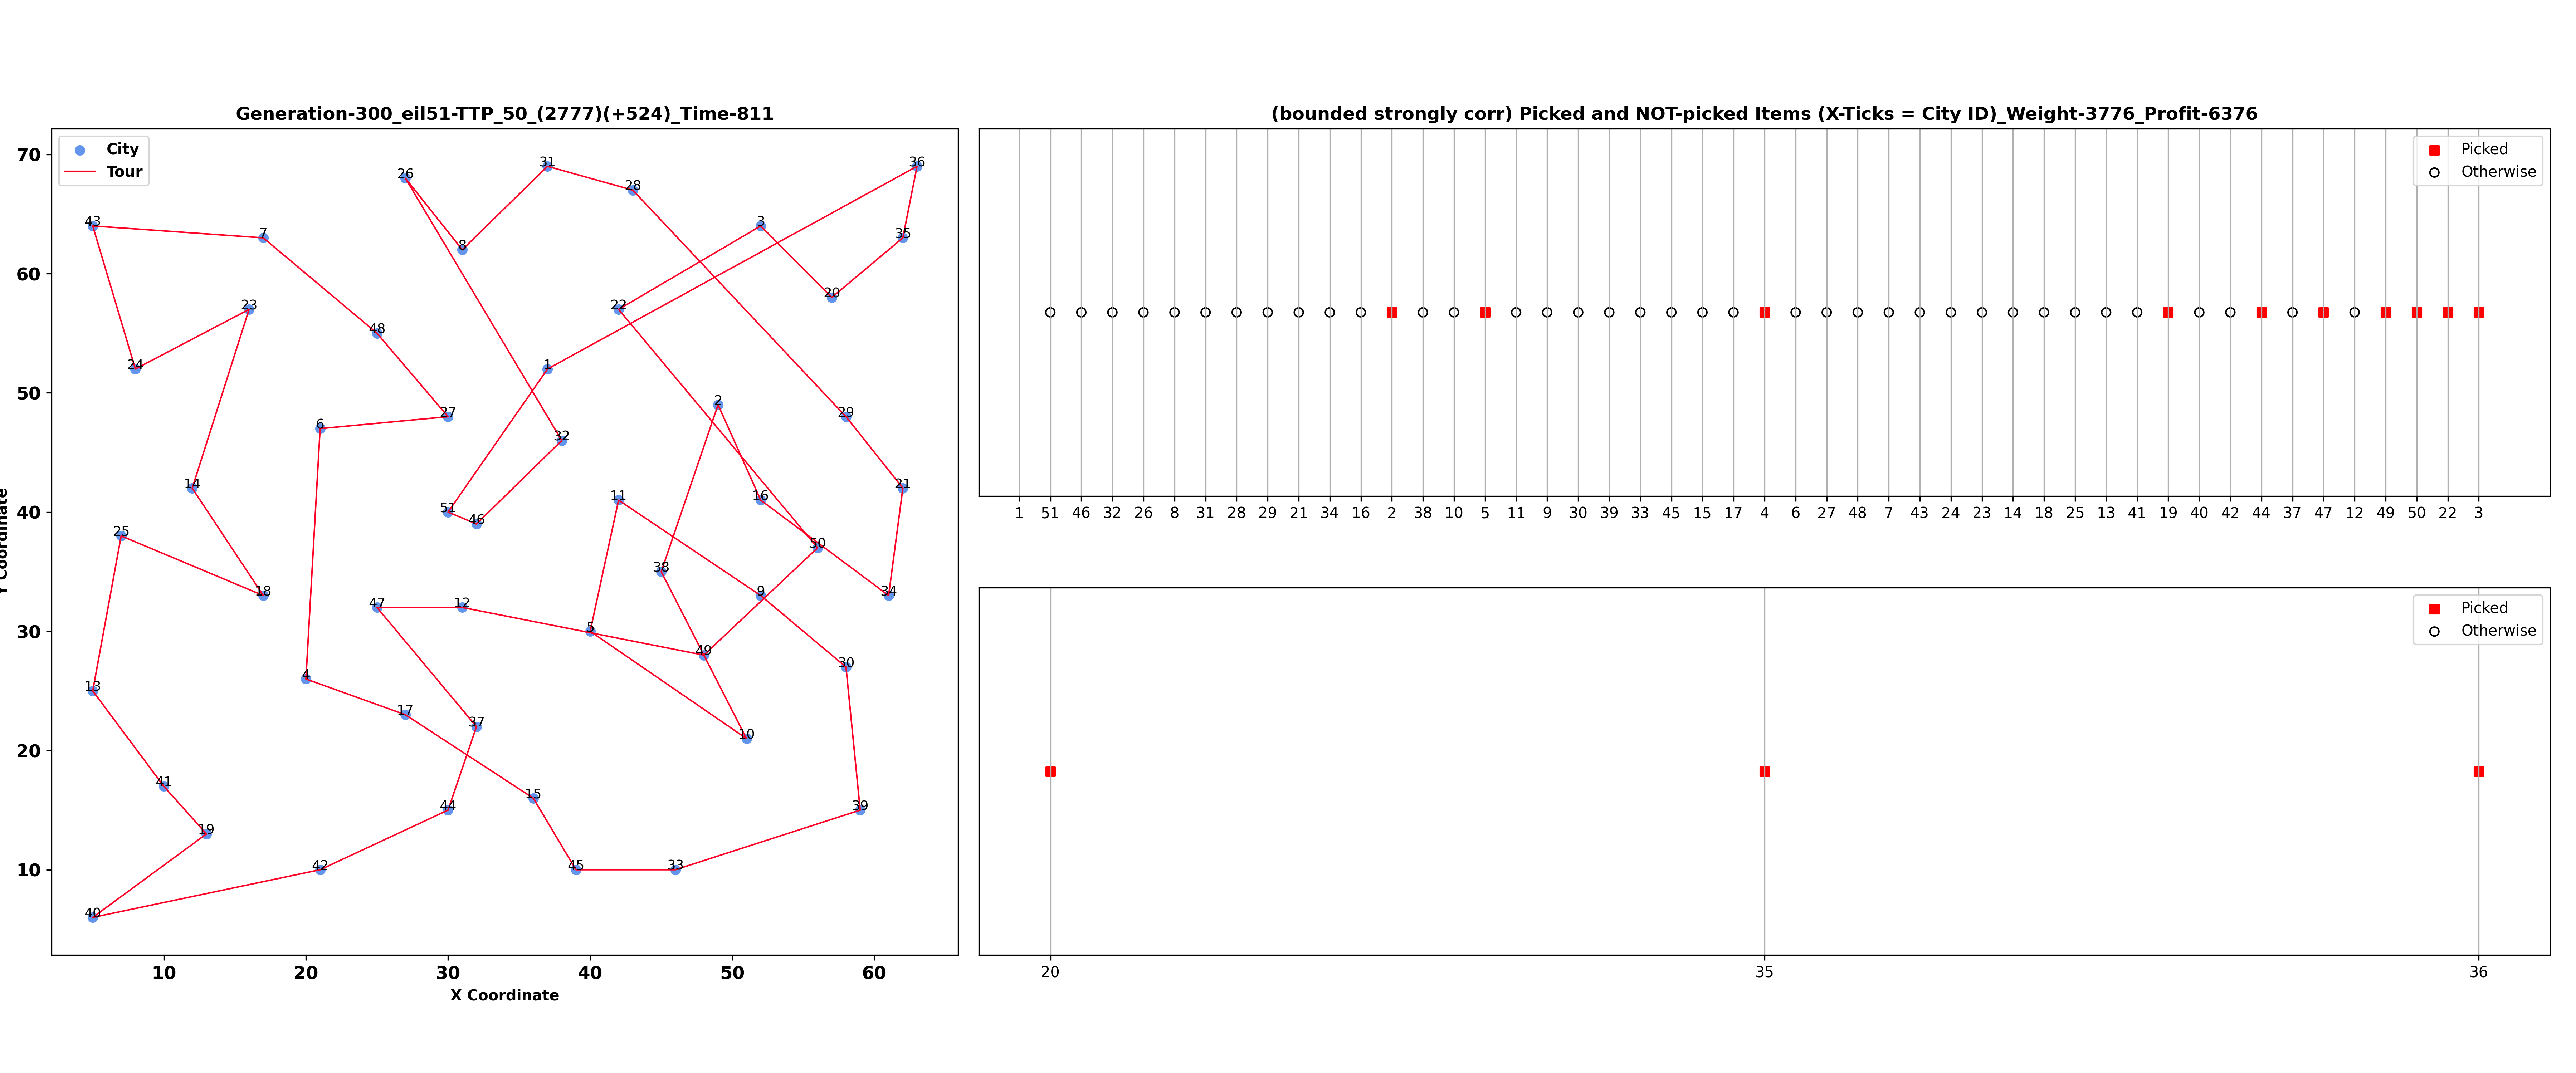 Generation-300_eil51-TTP_50_(2777)(+524)_Time-811
City
Tour
70
60
50
40
30
20
10
10 20 30 40 50 60
X Coordinate
Y Coordinate
26 31 28 36
43 7 8 3 35
23 22 20
48
24 1
2 29
6 27
32
14 11 16 21
51 46
25 50
38
18 47 12 9 34
5
49
4 30
13
17 37
10
41
15 44 39
19
42 45 33
40
(bounded strongly corr) Picked and NOT-picked Items (X-Ticks = City ID)_Weight-3776_Profit-6376
Picked
Otherwise
1 51 46 32 26 8 31 28 29 21 34 16 2 38 10 5 11 9 30 39 33 45 15 17 4 6 27 48 7 43 24 23 14 18 25 13 41 19 40 42 44 37 47 12 49 50 22 3
Picked
Otherwise
20 35 36